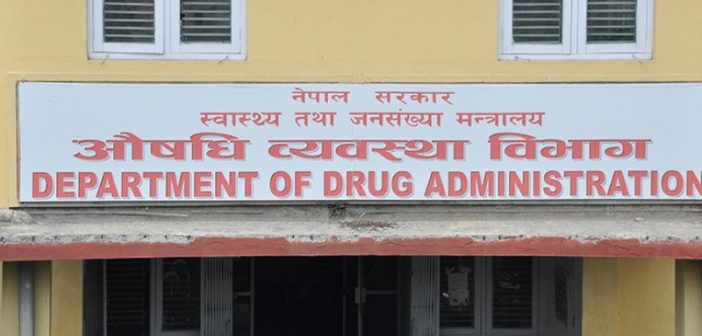 नेपाल सरकार
स्वास्थ्य तथा जनसंख्या मन्त्रालय
औषधि व्यवस्था विभाग
DEPARTMENT OF DRUG ADMINISTRATION